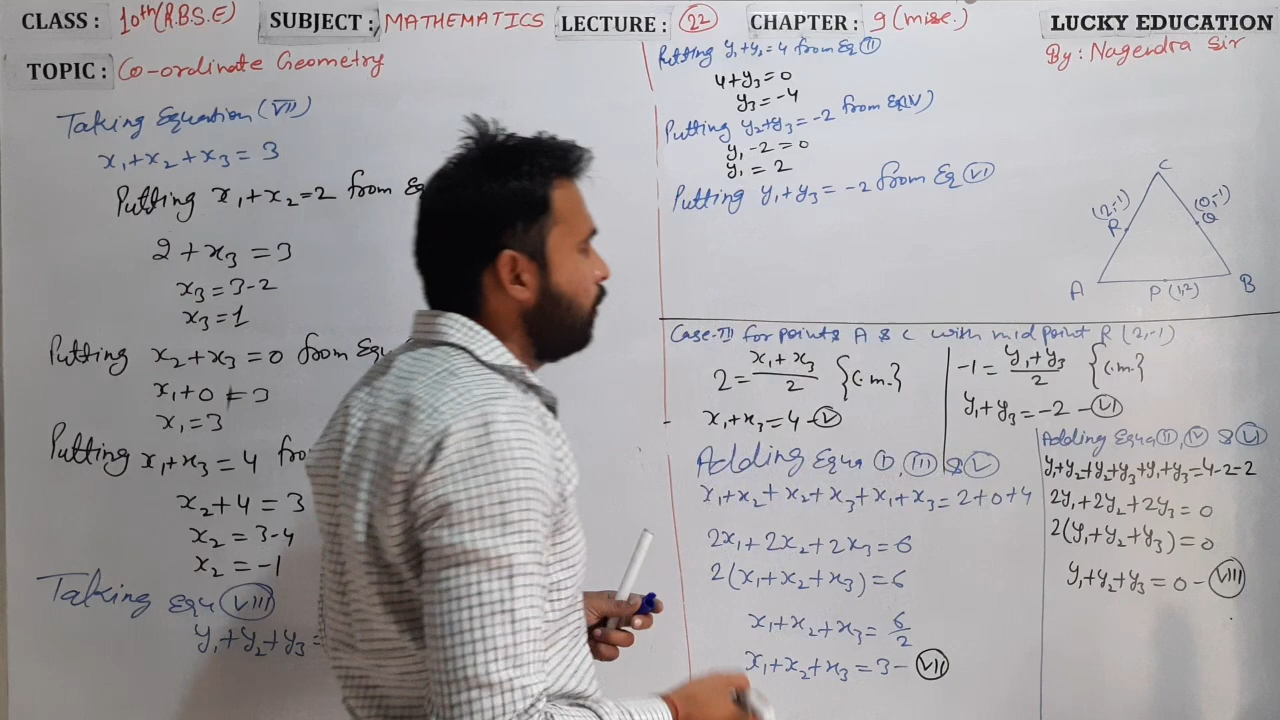 CLASS : 10th (R.B.S.E) SUBJECT : MATHEMATICS LECTURE : 22 CHAPTER : 9 (mise.) LUCKY EDUCATION
By: Nagendra Sir
TOPIC : Co-ordinate Geometry
Taking Equation (VII)
x₁+x₂+x₃ = 3
Putting x₁+x₂=2 from Eq
2+x₃ = 3
x₃ = 3-2
x₃ = 1
Putting x₂+x₃ = 0 from Equ
x₁+0 = 3
x₁ = 3
Putting x₁+x₃ = 4 fro
x₂+4 = 3
x₂ = 3-4
x₂ = -1
Taking Equ (VIII)
y₁+y₂+y₃ =
Putting y₁+y₂=4 from Eq (II)
4+y₃ = 0
y₃ = -4
Putting y₂+y₃ = -2 from Eq (IV)
y₁-2 = 0
y₁ = 2
Putting y₁+y₃ = -2 from Eq (VI)
C
(2,-1) R
(0,-1) Q
A P(1,2) B
Case-III for points A & C with mid point R (2,-1)
2 = x₁+x₃/2 {c.m.}
x₁+x₃ = 4 - (V)
-1 = y₁+y₃/2 {c.m.}
y₁+y₃ = -2 - (VI)
Adding Equa (I), (III) & (V)
x₁+x₂+x₂+x₃+x₁+x₃ = 2+0+4
2x₁+2x₂+2x₃ = 6
2(x₁+x₂+x₃) = 6
x₁+x₂+x₃ = 6/2
x₁+x₂+x₃ = 3 - (VII)
Adding Equa (II), (IV) & (VI)
y₁+y₂+y₂+y₃+y₁+y₃ = 4-2-2
2y₁+2y₂+2y₃ = 0
2(y₁+y₂+y₃) = 0
y₁+y₂+y₃ = 0 - (VIII)